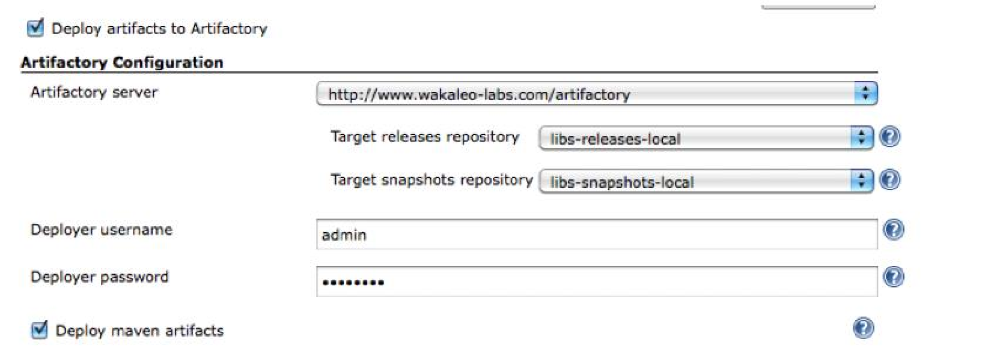 Deploy artifacts to Artifactory
Artifactory Configuration
Artifactory server http://www.wakaleo-labs.com/artifactory
Target releases repository libs-releases-local ?
Target snapshots repository libs-snapshots-local ?
Deployer username admin ?
Deployer password •••••••• ?
Deploy maven artifacts ?